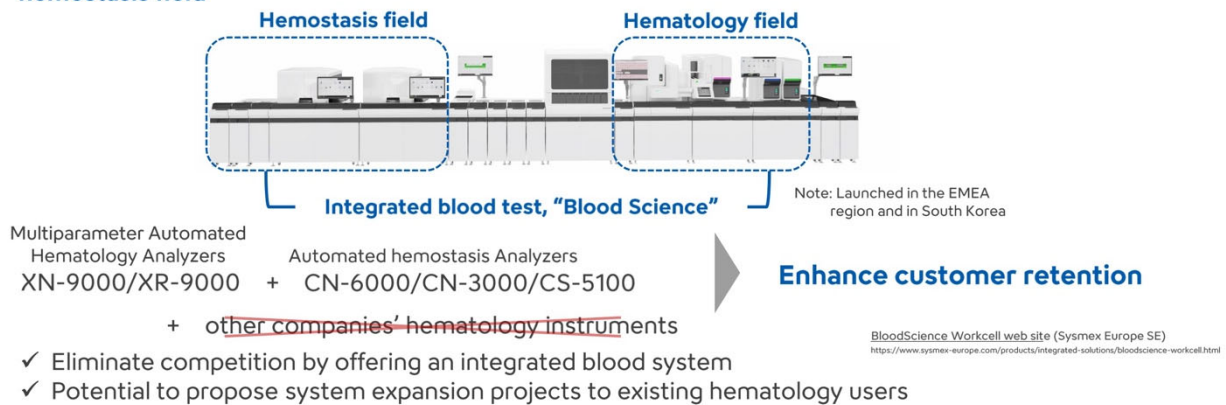 hemostasis field
Hemostasis field
Hematology field
Integrated blood test, “Blood Science”
Note: Launched in the EMEA
region and in South Korea
Multiparameter Automated
Hematology Analyzers
Automated hemostasis Analyzers
XN-9000/XR-9000 + CN-6000/CN-3000/CS-5100
Enhance customer retention
+ other companies’ hematology instruments
BloodScience Workcell web site (Sysmex Europe SE)
https://www.sysmex-europe.com/products/integrated-solutions/bloodscience-workcell.html
✓ Eliminate competition by offering an integrated blood system
✓ Potential to propose system expansion projects to existing hematology users